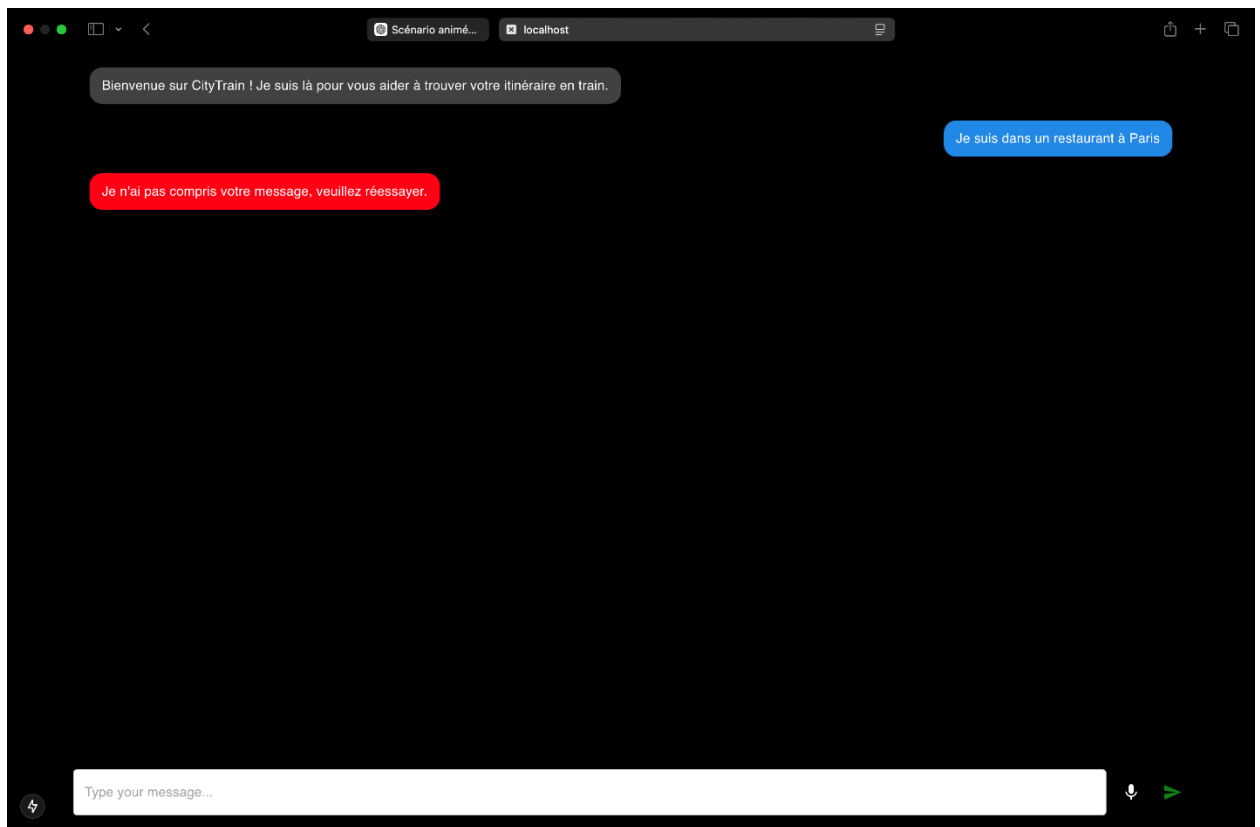 Scénario animé...
localhost
Bienvenue sur CityTrain ! Je suis là pour vous aider à trouver votre itinéraire en train.
Je suis dans un restaurant à Paris
Je n'ai pas compris votre message, veuillez réessayer.
Type your message...